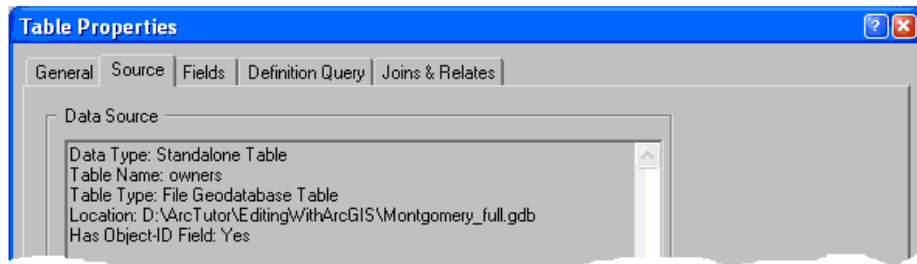 Table Properties
General Source Fields Definition Query Joins & Relates
Data Source
Data Type: Standalone Table
Table Name: owners
Table Type: File Geodatabase Table
Location: D:\ArcTutor\EditingWithArcGIS\Montgomery_full.gdb
Has Object-ID Field: Yes